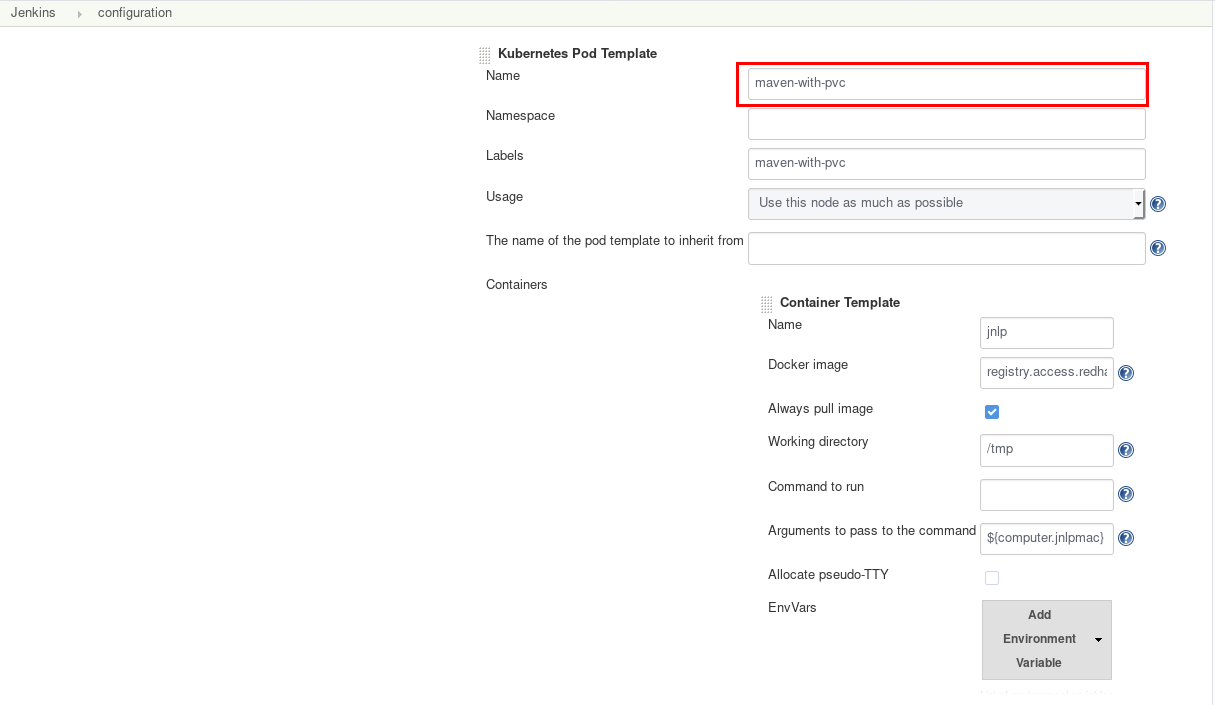 Jenkins configuration
Kubernetes Pod Template
Name maven-with-pvc
Namespace
Labels maven-with-pvc
Usage Use this node as much as possible
The name of the pod template to inherit from
Containers
Container Template
Name jnlp
Docker image registry.access.redha
Always pull image
Working directory /tmp
Command to run
Arguments to pass to the command ${computer.jnlpmac}
Allocate pseudo-TTY
EnvVars
Add
Environment
Variable